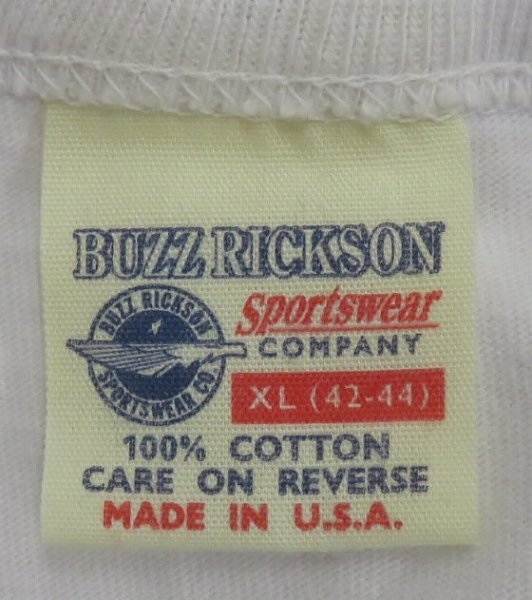 BUZZ RICKSON
BUZZ RICKSON
SPORTSWEAR CO.
Sportswear
COMPANY
XL (42-44)
100% COTTON
CARE ON REVERSE
MADE IN U.S.A.